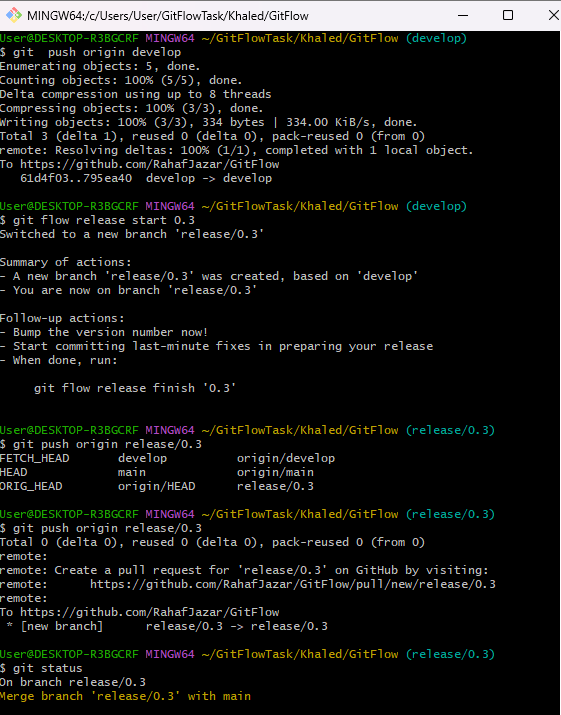 MINGW64:/c/Users/User/GitFlowTask/Khaled/GitFlow
User@DESKTOP-R3BGCRF MINGW64 ~/GitFlowTask/Khaled/GitFlow (develop)
$ git  push origin develop
Enumerating objects: 5, done.
Counting objects: 100% (5/5), done.
Delta compression using up to 8 threads
Compressing objects: 100% (3/3), done.
Writing objects: 100% (3/3), 334 bytes | 334.00 KiB/s, done.
Total 3 (delta 1), reused 0 (delta 0), pack-reused 0 (from 0)
remote: Resolving deltas: 100% (1/1), completed with 1 local object.
To https://github.com/RahafJazar/GitFlow
   61d4f03..795ea40  develop -> develop
User@DESKTOP-R3BGCRF MINGW64 ~/GitFlowTask/Khaled/GitFlow (develop)
$ git flow release start 0.3
Switched to a new branch 'release/0.3'
Summary of actions:
- A new branch 'release/0.3' was created, based on 'develop'
- You are now on branch 'release/0.3'
Follow-up actions:
- Bump the version number now!
- Start committing last-minute fixes in preparing your release
- When done, run:
     git flow release finish '0.3'
User@DESKTOP-R3BGCRF MINGW64 ~/GitFlowTask/Khaled/GitFlow (release/0.3)
$ git push origin release/0.3
FETCH_HEAD       develop          origin/develop
HEAD             main             origin/main
ORIG_HEAD        origin/HEAD      release/0.3
User@DESKTOP-R3BGCRF MINGW64 ~/GitFlowTask/Khaled/GitFlow (release/0.3)
$ git push origin release/0.3
Total 0 (delta 0), reused 0 (delta 0), pack-reused 0 (from 0)
remote:
remote: Create a pull request for 'release/0.3' on GitHub by visiting:
remote:      https://github.com/RahafJazar/GitFlow/pull/new/release/0.3
remote:
To https://github.com/RahafJazar/GitFlow
 * [new branch]      release/0.3 -> release/0.3
User@DESKTOP-R3BGCRF MINGW64 ~/GitFlowTask/Khaled/GitFlow (release/0.3)
$ git status
On branch release/0.3
Merge branch 'release/0.3' with main